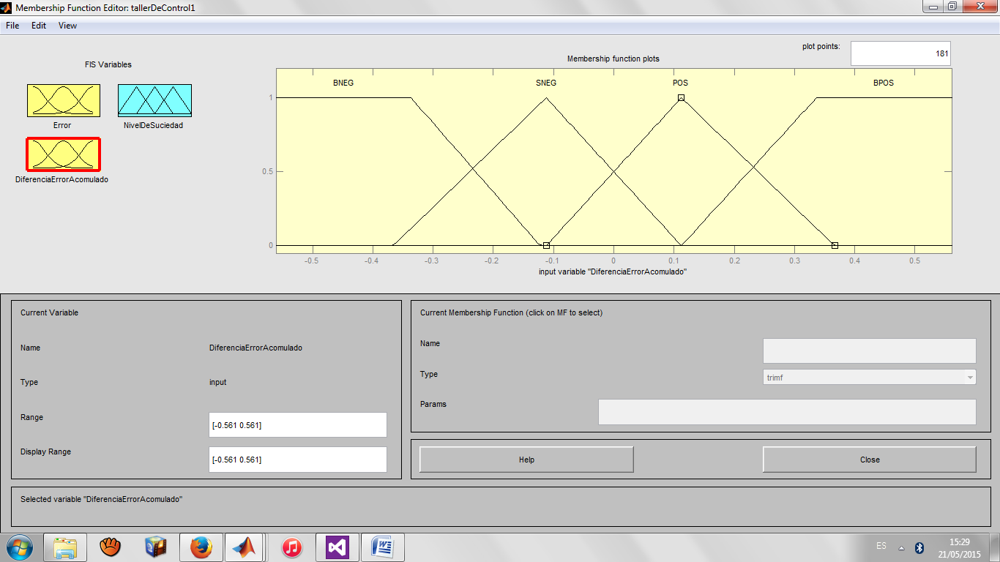 Membership Function Editor: tallerDeControl1
File Edit View
FIS Variables
Error
NivelDeSuciedad
DiferenciaErrorAcomulado
plot points:
181
Membership function plots
BNEG SNEG POS BPOS
1
0.5
0
-0.5 -0.4 -0.3 -0.2 -0.1 0 0.1 0.2 0.3 0.4 0.5
input variable "DiferenciaErrorAcomulado"
Current Variable
Name DiferenciaErrorAcomulado
Type input
Range [-0.561 0.561]
Display Range [-0.561 0.561]
Current Membership Function (click on MF to select)
Name
Type trimf
Params
Help Close
Selected variable "DiferenciaErrorAcomulado"
ES
15:29
21/05/2015